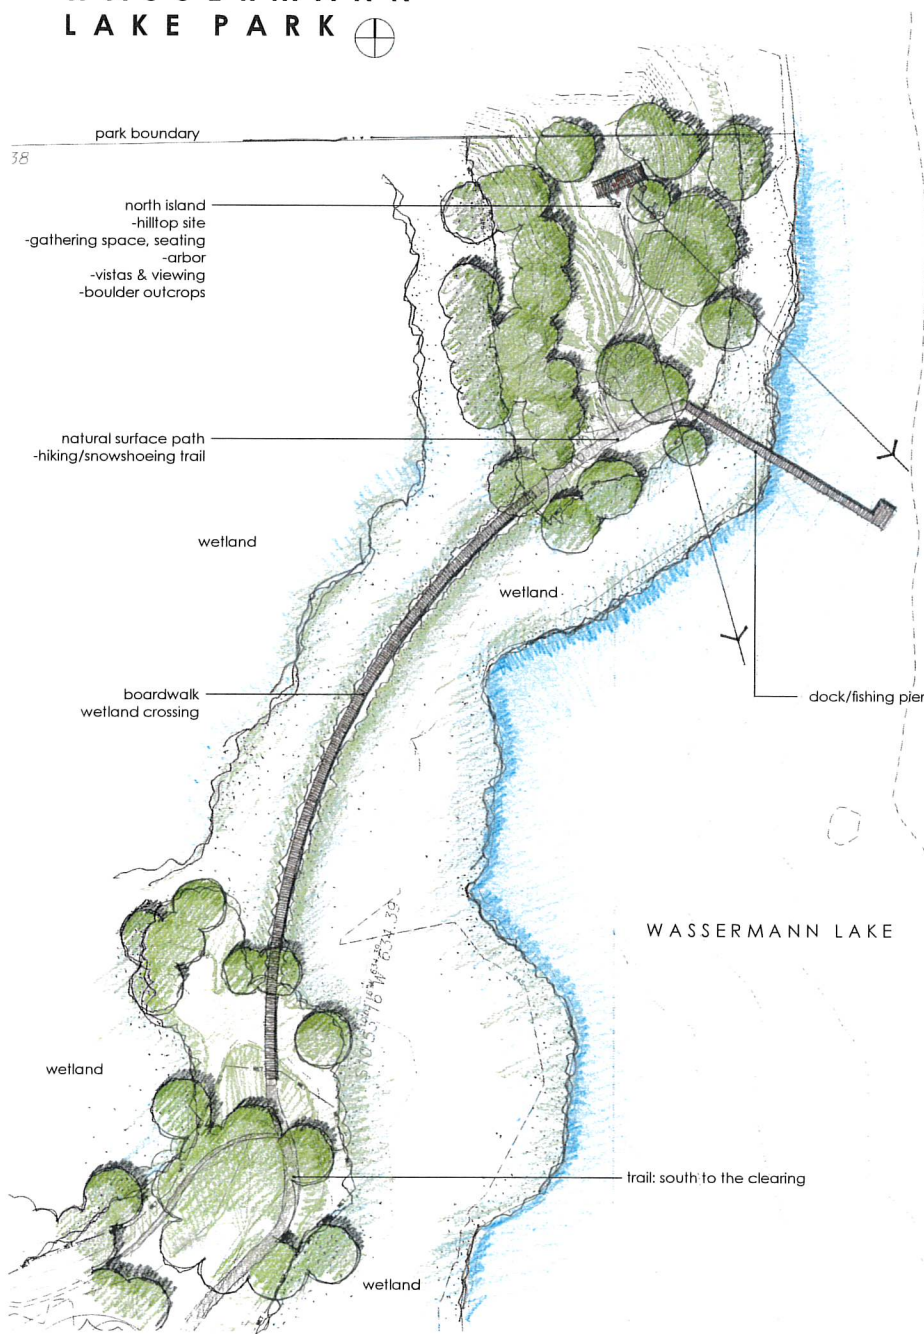 LAKE PARK
park boundary
38
north island
-hilltop site
-gathering space, seating
-arbor
-vistas & viewing
-boulder outcrops
natural surface path
-hiking/snowshoeing trail
wetland
wetland
boardwalk
wetland crossing
dock/fishing pier
WASSERMANN LAKE
wetland
trail: south to the clearing
wetland